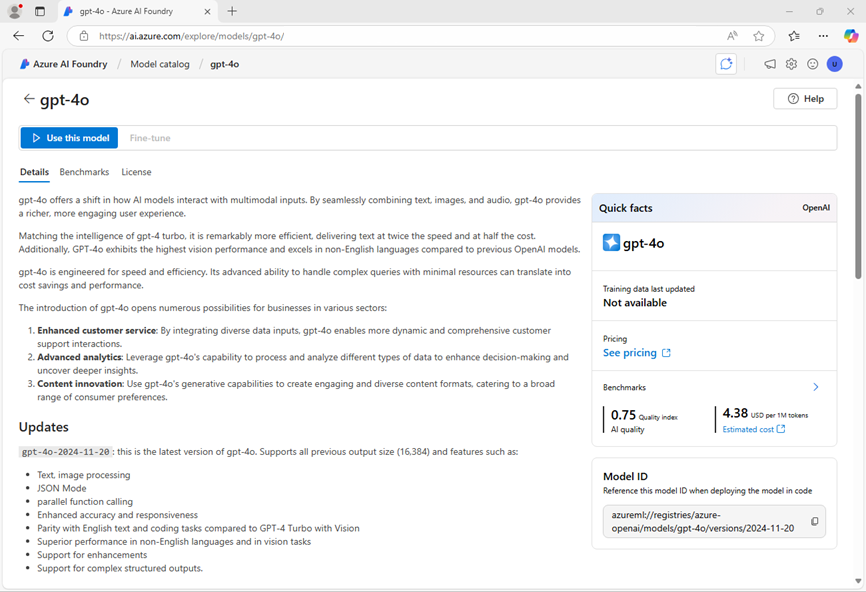 gpt-4o - Azure AI Foundry
https://ai.azure.com/explore/models/gpt-4o/
Azure AI Foundry / Model catalog / gpt-4o
U
gpt-4o
Help
Use this model
Fine-tune
Details
Benchmarks
License
gpt-4o offers a shift in how AI models interact with multimodal inputs. By seamlessly combining text, images, and audio, gpt-4o provides
a richer, more engaging user experience.
Matching the intelligence of gpt-4 turbo, it is remarkably more efficient, delivering text at twice the speed and at half the cost.
Additionally, GPT-4o exhibits the highest vision performance and excels in non-English languages compared to previous OpenAI models.
gpt-4o is engineered for speed and efficiency. Its advanced ability to handle complex queries with minimal resources can translate into
cost savings and performance.
The introduction of gpt-4o opens numerous possibilities for businesses in various sectors:
1. Enhanced customer service: By integrating diverse data inputs, gpt-4o enables more dynamic and comprehensive customer
support interactions.
2. Advanced analytics: Leverage gpt-4o's capability to process and analyze different types of data to enhance decision-making and
uncover deeper insights.
3. Content innovation: Use gpt-4o's generative capabilities to create engaging and diverse content formats, catering to a broad
range of consumer preferences.
Updates
gpt-4o-2024-11-20 : this is the latest version of gpt-4o. Supports all previous output size (16,384) and features such as:
• Text, image processing
• JSON Mode
• parallel function calling
• Enhanced accuracy and responsiveness
• Parity with English text and coding tasks compared to GPT-4 Turbo with Vision
• Superior performance in non-English languages and in vision tasks
• Support for enhancements
• Support for complex structured outputs.
Quick facts
OpenAI
gpt-4o
Training data last updated
Not available
Pricing
See pricing
Benchmarks
0.75 Quality index
AI quality
4.38 USD per 1M tokens
Estimated cost
Model ID
Reference this model ID when deploying the model in code
azureml://registries/azure-
openai/models/gpt-4o/versions/2024-11-20